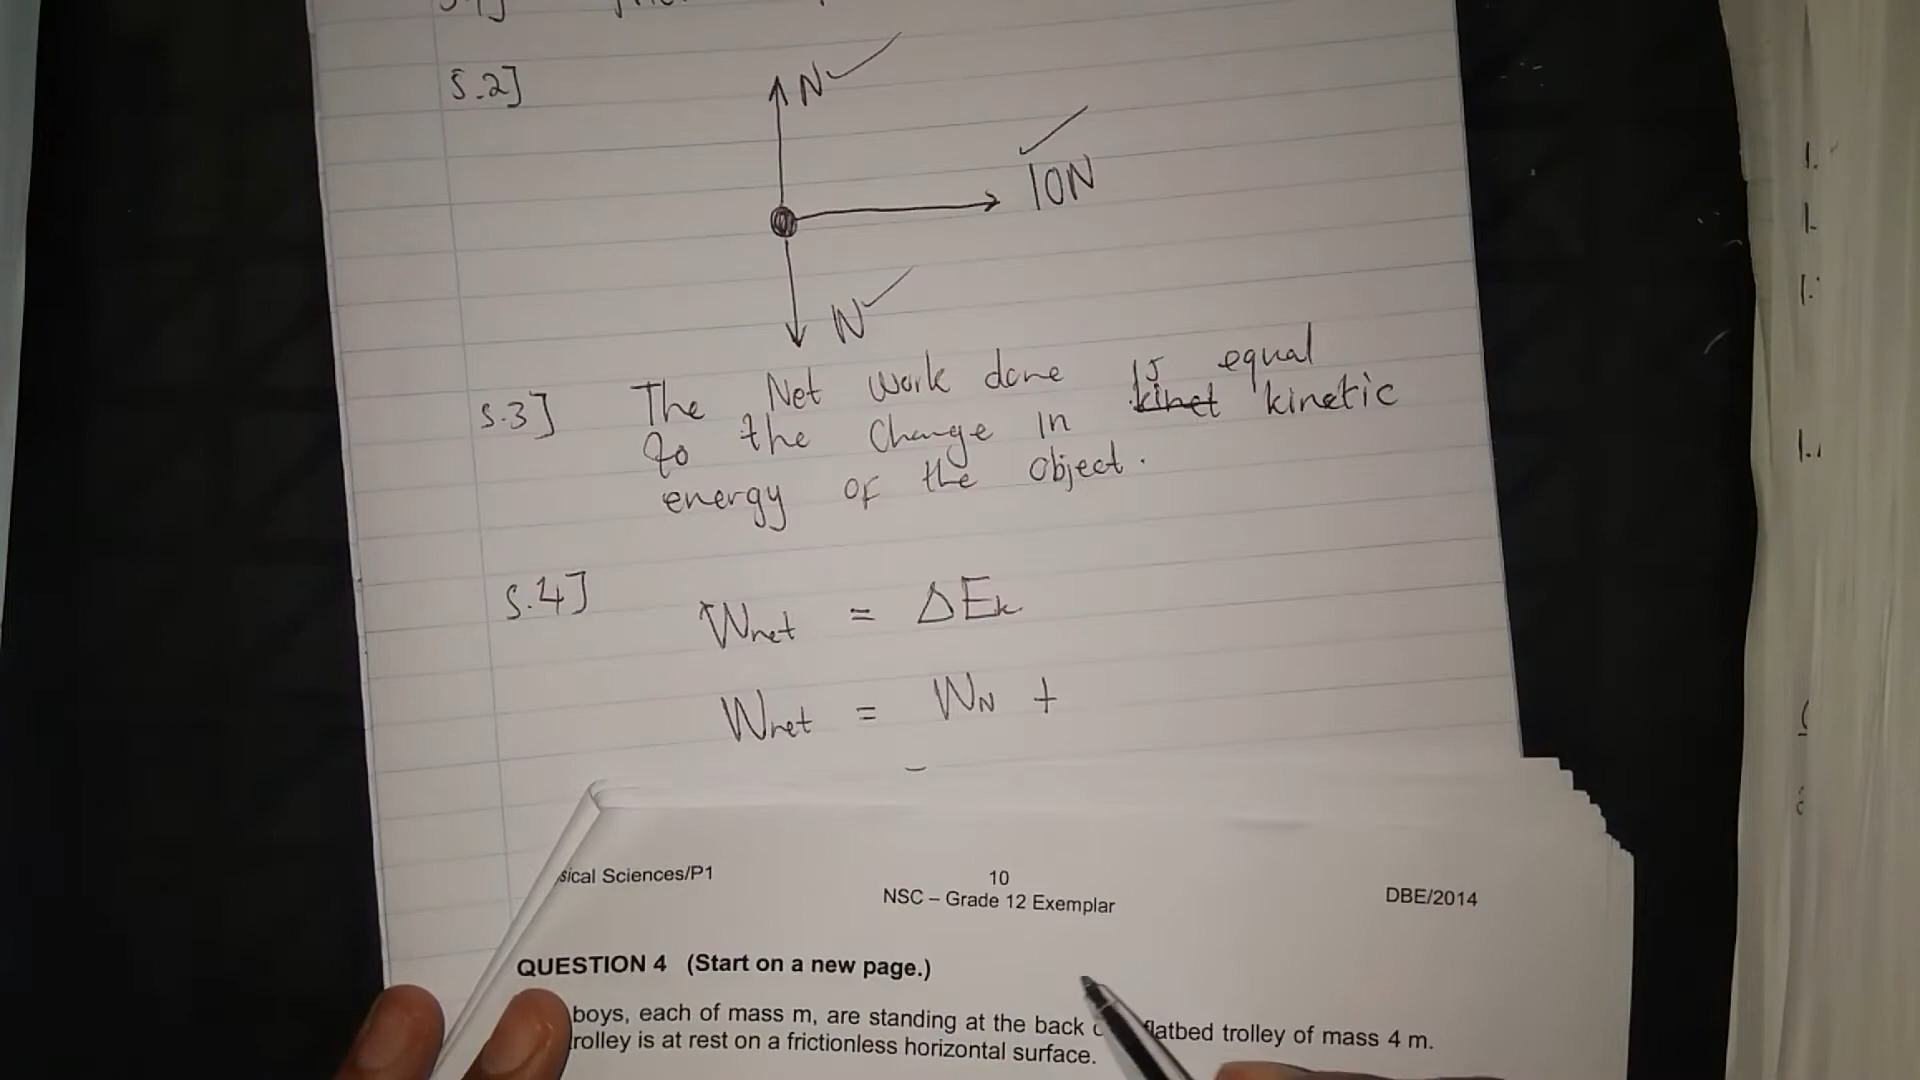 5.2]
N
10N
N
5.3] The Net work done is equal
to the change in kinet kinetic
energy of the object.
5.4] Wnet = ΔEk
Wnet = WN +
sical Sciences/P1
10
NSC – Grade 12 Exemplar
DBE/2014
QUESTION 4 (Start on a new page.)
boys, each of mass m, are standing at the back flatbed trolley of mass 4 m.
rolley is at rest on a frictionless horizontal surface.